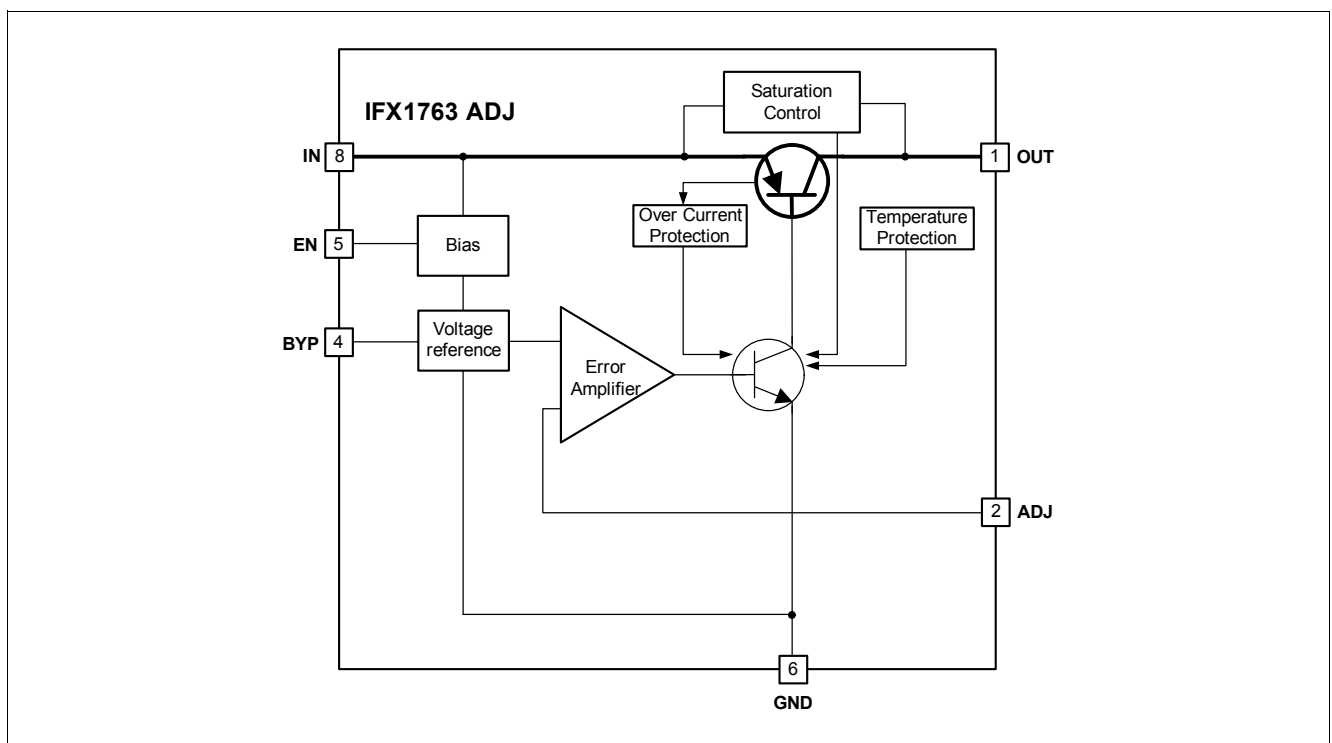 Saturation
Control
IFX1763 ADJ
IN 8
1 OUT
Over Current
Protection
Temperature
Protection
EN 5
Bias
BYP 4
Voltage
reference
Error
Amplifier
2 ADJ
6
GND